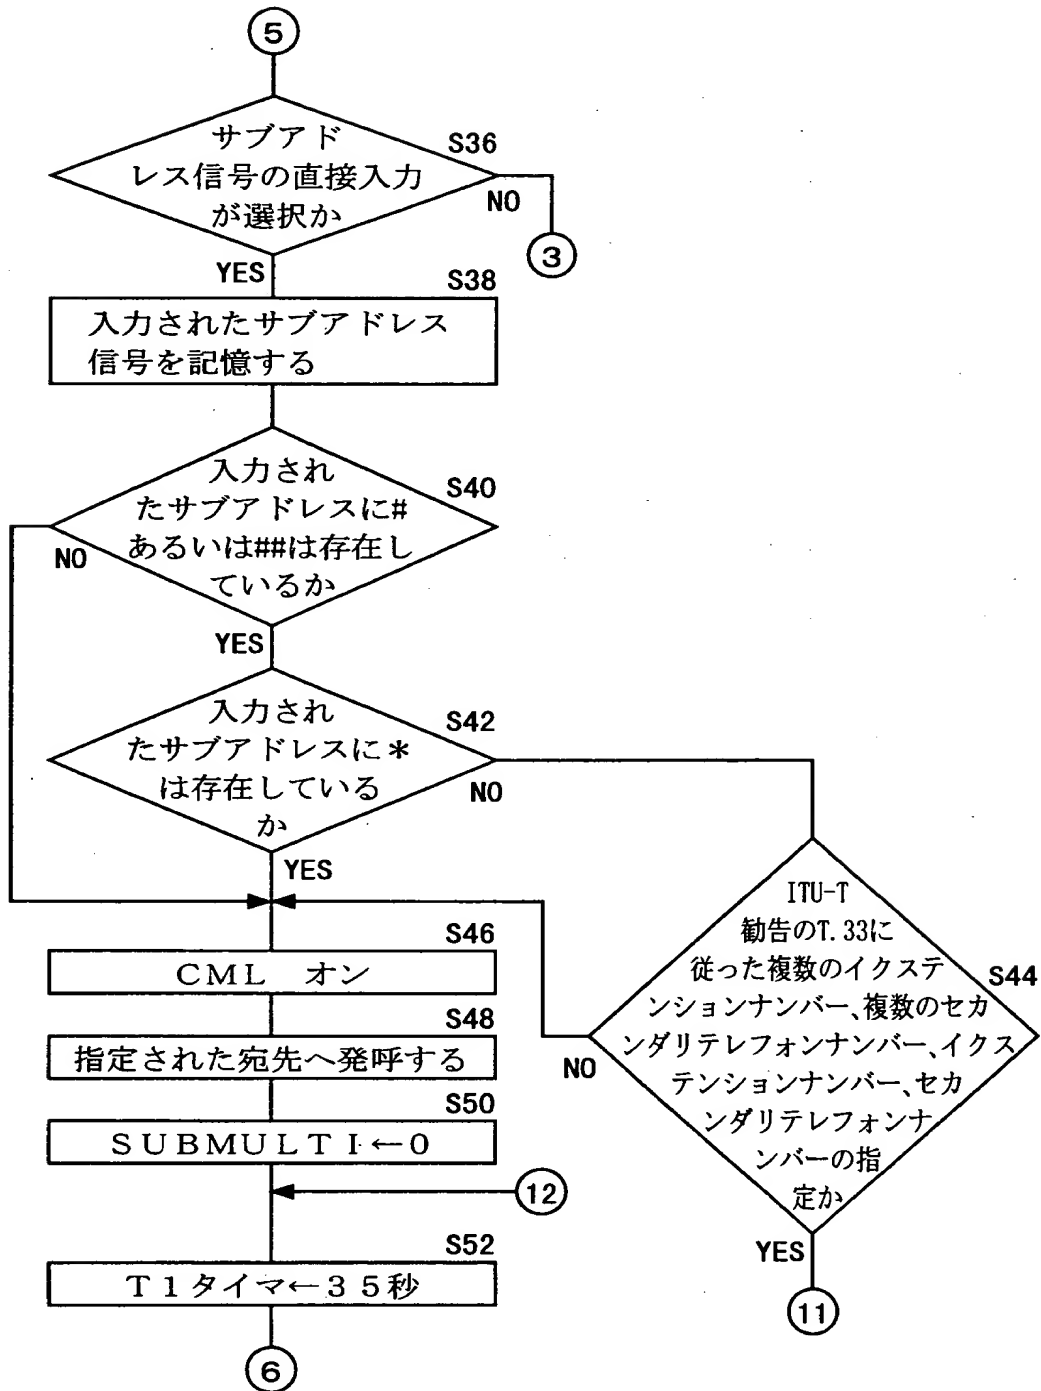 5
サブアド
レス信号の直接入力
が選択か
S36
NO
3
YES
S38
入力されたサブアドレス
信号を記憶する
入力され
たサブアドレスに#
あるいは##は存在し
ているか
S40
NO
YES
入力され
たサブアドレスに*
は存在している
か
S42
NO
YES
ITU-T
勧告のT.33に
従った複数のイクステ
ンションナンバー、複数のセカ
ンダリテレフォンナンバー、イクス
テンションナンバー、セカ
ンダリテレフォンナ
ンバーの指
定か
S44
NO
YES
11
S46
CML オン
S48
指定された宛先へ発呼する
S50
SUBMULTI←0
12
S52
T1タイマ←35秒
6